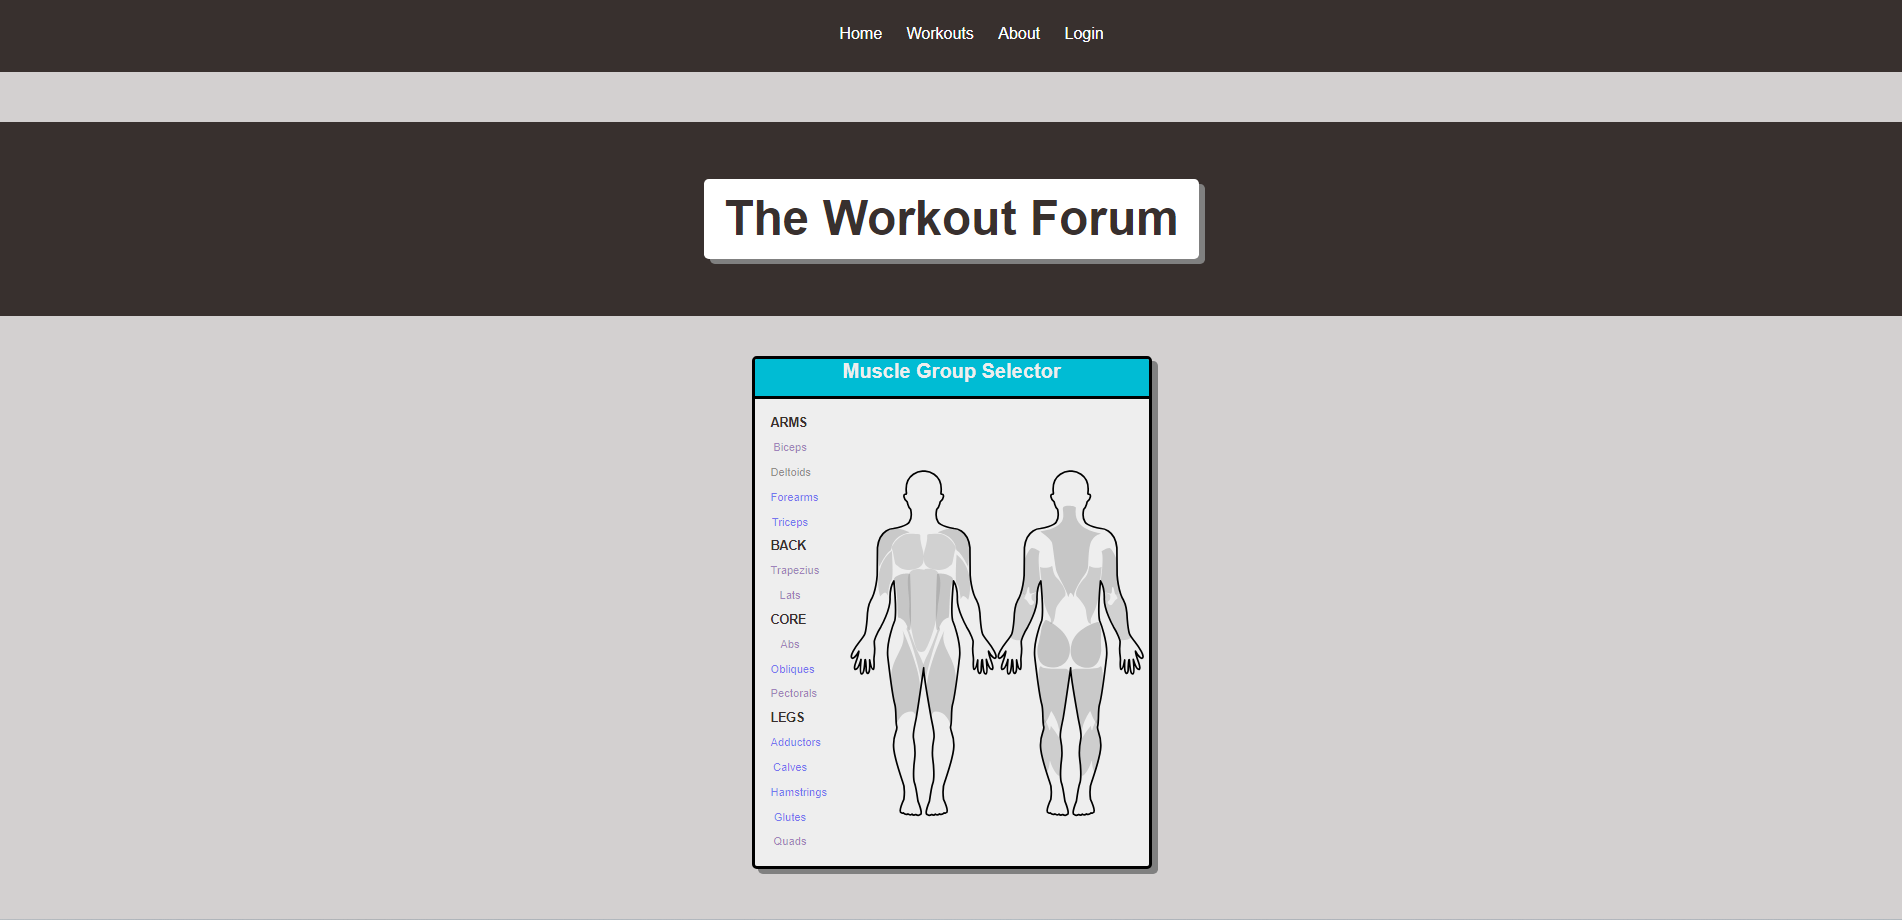 Home Workouts About Login
The Workout Forum
Muscle Group Selector
ARMS
Biceps
Deltoids
Forearms
Triceps
BACK
Trapezius
Lats
CORE
Abs
Obliques
Pectorals
LEGS
Adductors
Calves
Hamstrings
Glutes
Quads